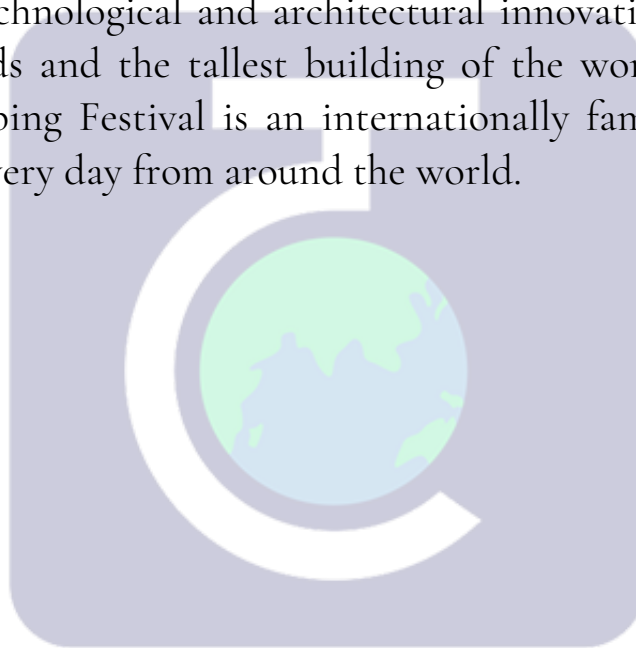 chnological and architectural innovati
ds and the tallest building of the wor
ping Festival is an internationally fam
very day from around the world.